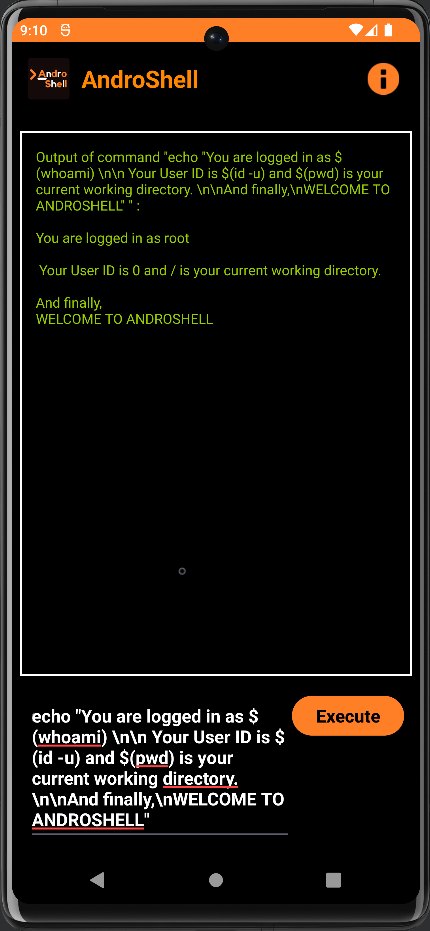 9:10
Andro
Shell
AndroShell
Output of command "echo "You are logged in as $
(whoami) \n\n Your User ID is $(id -u) and $(pwd) is your
current working directory. \n\nAnd finally,\nWELCOME TO
ANDROSHELL" " :
You are logged in as root
Your User ID is 0 and / is your current working directory.
And finally,
WELCOME TO ANDROSHELL
echo "You are logged in as $
(whoami) \n\n Your User ID is $
(id -u) and $(pwd) is your
current working directory.
\n\nAnd finally,\nWELCOME TO
ANDROSHELL"
Execute